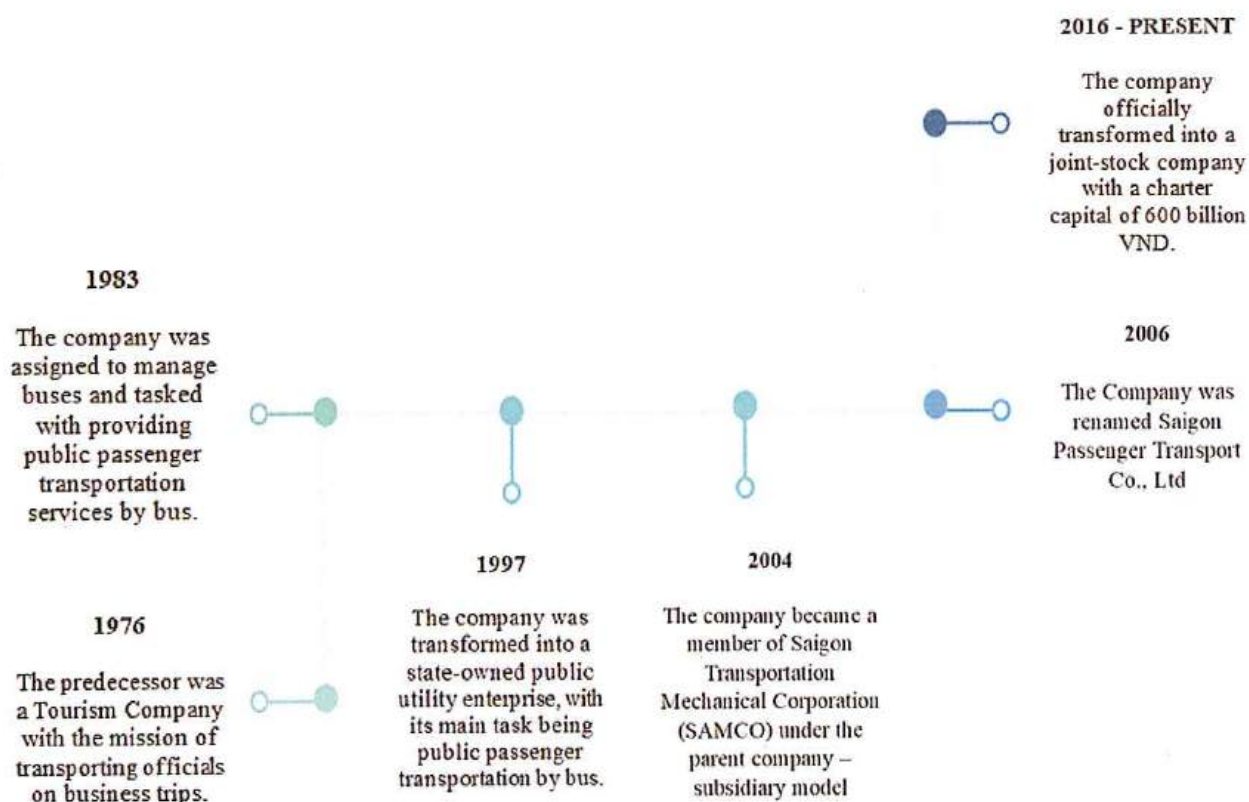 2016 - PRESENT
The company
officially
transformed into a
joint-stock company
with a charter
capital of 600 billion
VND.
1983
The company was
assigned to manage
buses and tasked
with providing
public passenger
transportation
services by bus.
2006
The Company was
renamed Saigon
Passenger Transport
Co., Ltd
1976
The predecessor was
a Tourism Company
with the mission of
transporting officials
on business trips.
1997
The company was
transformed into a
state-owned public
utility enterprise, with
its main task being
public passenger
transportation by bus.
2004
The company became a
member of Saigon
Transportation
Mechanical Corporation
(SAMCO) under the
parent company –
subsidiary model